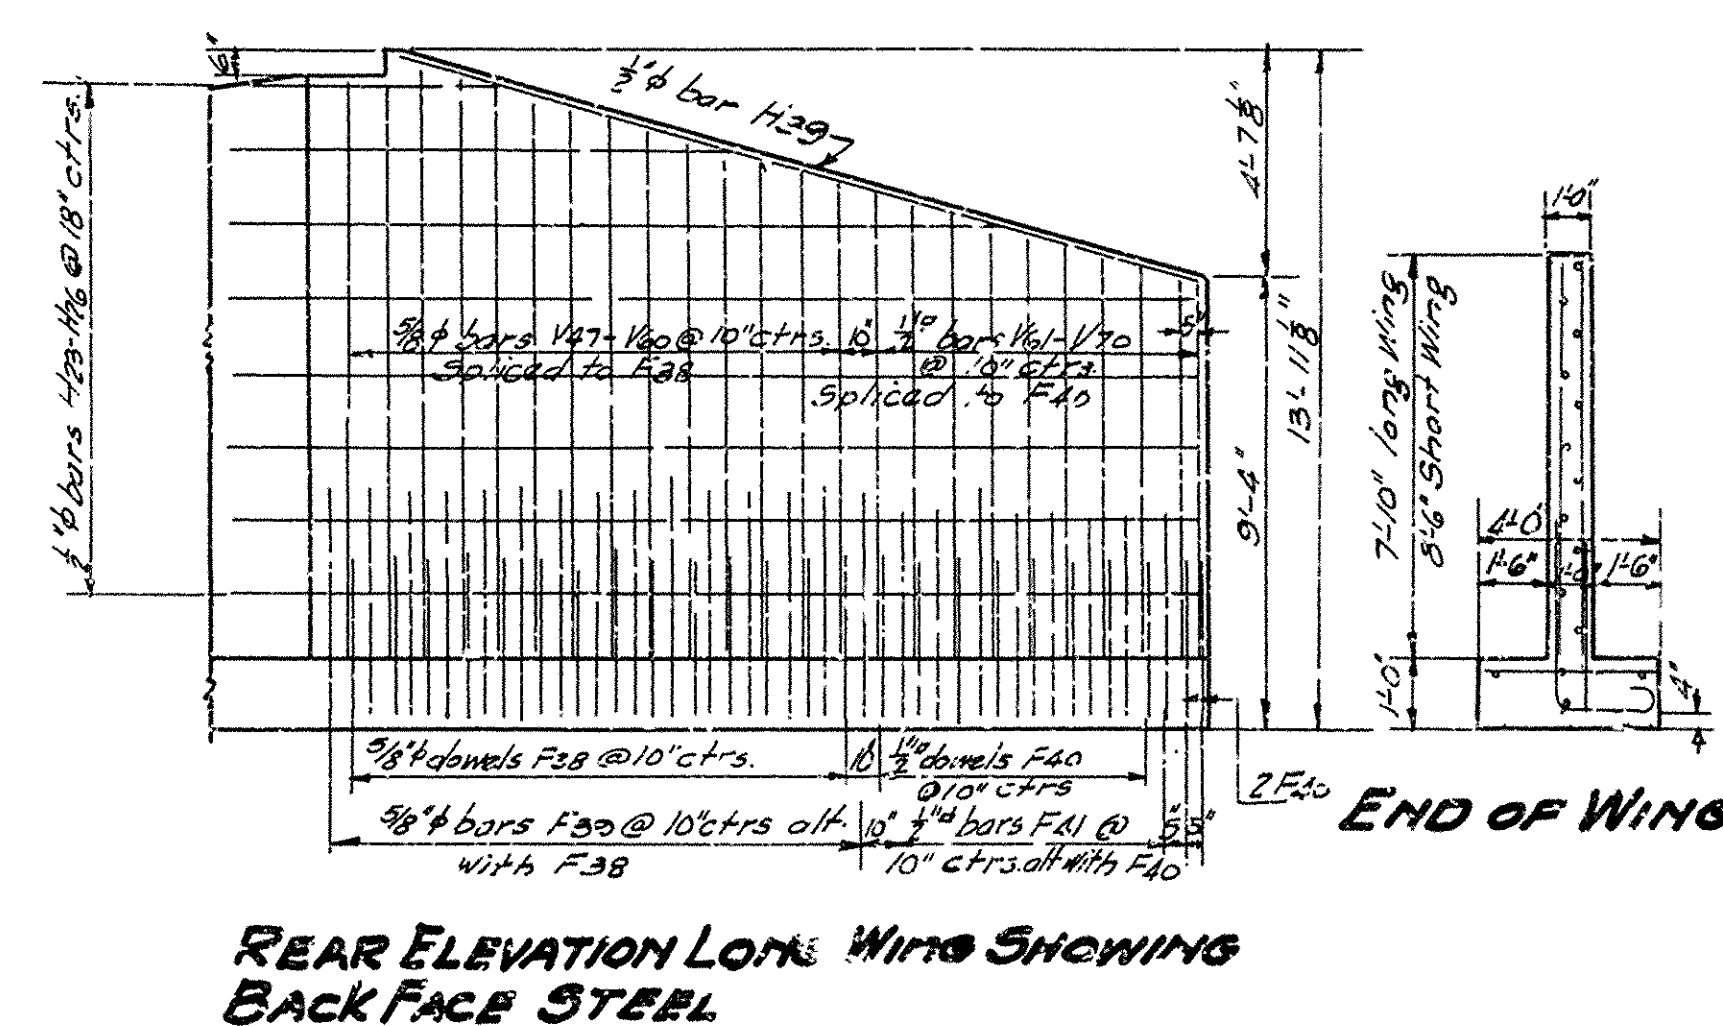 6"
½"ϕ bar H29
4'-7⅛"
½"ϕ bars H23-H16 @ 18" ctrs.
1'-0"
⅝"ϕ bars V47-V60 @ 10" ctrs.
Spliced to F38
10"
½"ϕ bars V61-V70
@ 10" ctrs.
Spliced to F40
5"
13'-11⅛"
9'-4"
7'-10" long Wing
8'-6" Short Wing
4'-0"
1'-6"
1'-0"
1'-6"
1'-0"
4"
⅝"ϕ dowels F38 @ 10" ctrs.
10
½"ϕ dowels F40
@ 10" ctrs
2 F40
⅝"ϕ bars F39 @ 10" ctrs alt.
with F38
10"
½"ϕ bars F41 @
10" ctrs. alt with F40
5" 5"
END OF WING
REAR ELEVATION LONG WING SHOWING
BACK FACE STEEL